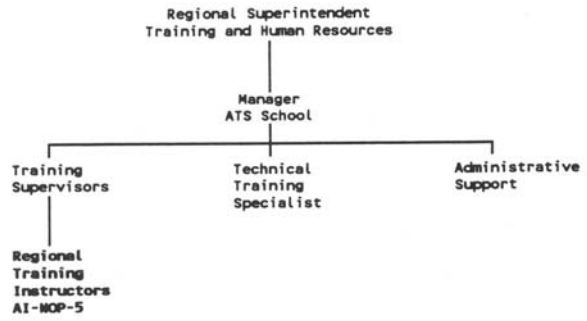 Regional Superintendent
Training and Human Resources
Manager
ATS School
Training
Supervisors
Technical
Training
Specialist
Administrative
Support
Regional
Training
Instructors
AI-NOP-5